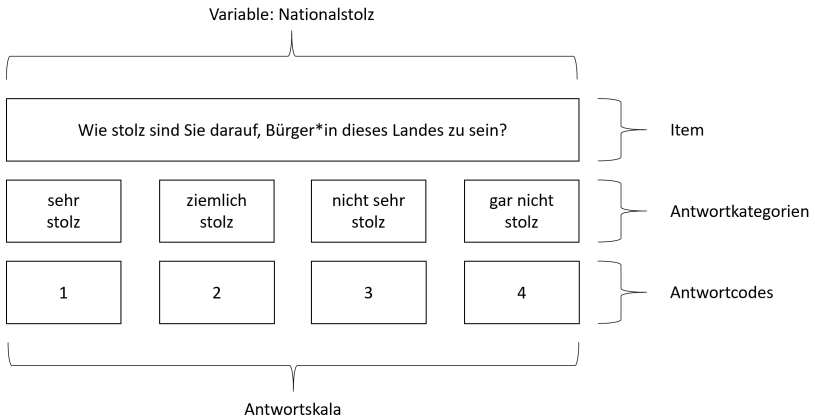 Variable: Nationalstolz
Wie stolz sind Sie darauf, Bürger*in dieses Landes zu sein?
Item
sehr
stolz
ziemlich
stolz
nicht sehr
stolz
gar nicht
stolz
Antwortkategorien
1
2
3
4
Antwortcodes
Antwortskala